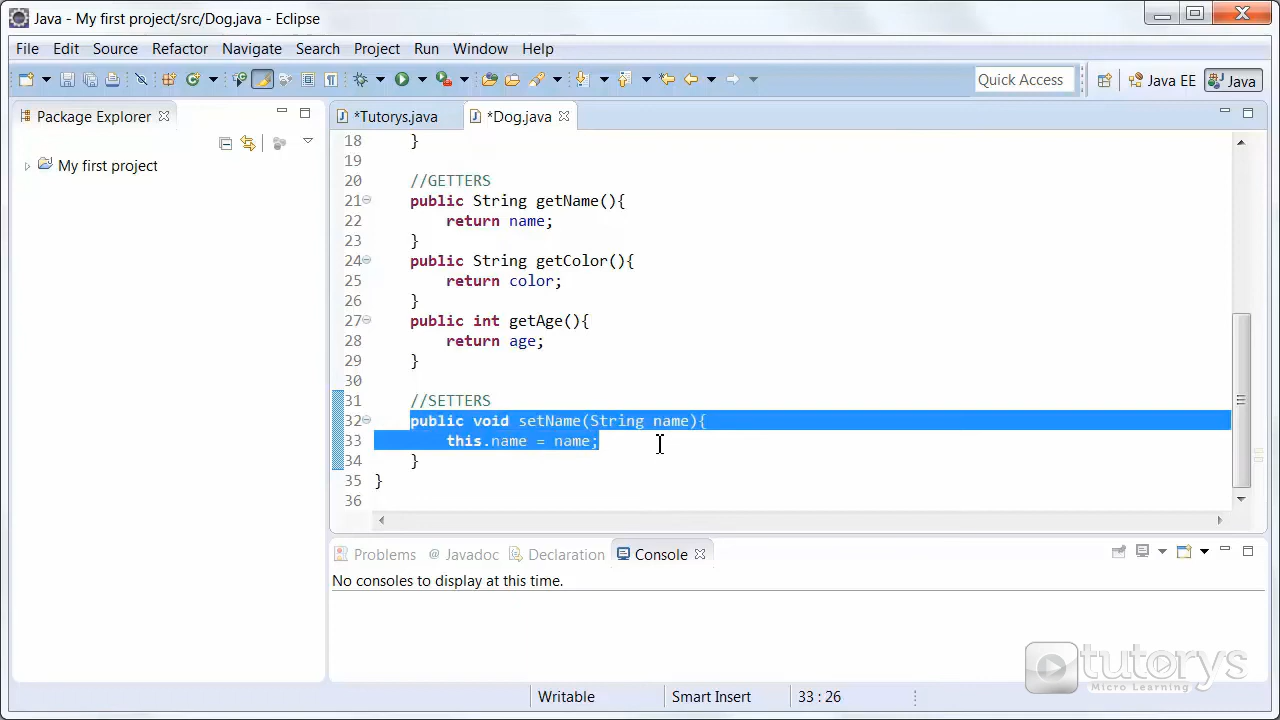 Java - My first project/src/Dog.java - Eclipse
File Edit Source Refactor Navigate Search Project Run Window Help
Quick Access Java EE Java
Package Explorer
My first project
*Tutorys.java *Dog.java
18 }
19
20 //GETTERS
21 public String getName(){
22 return name;
23 }
24 public String getColor(){
25 return color;
26 }
27 public int getAge(){
28 return age;
29 }
30
31 //SETTERS
32 public void setName(String name){
33 this.name = name;
34 }
35 }
36
Problems @ Javadoc Declaration Console
No consoles to display at this time.
tutorys
Micro Learning
Writable Smart Insert 33 : 26